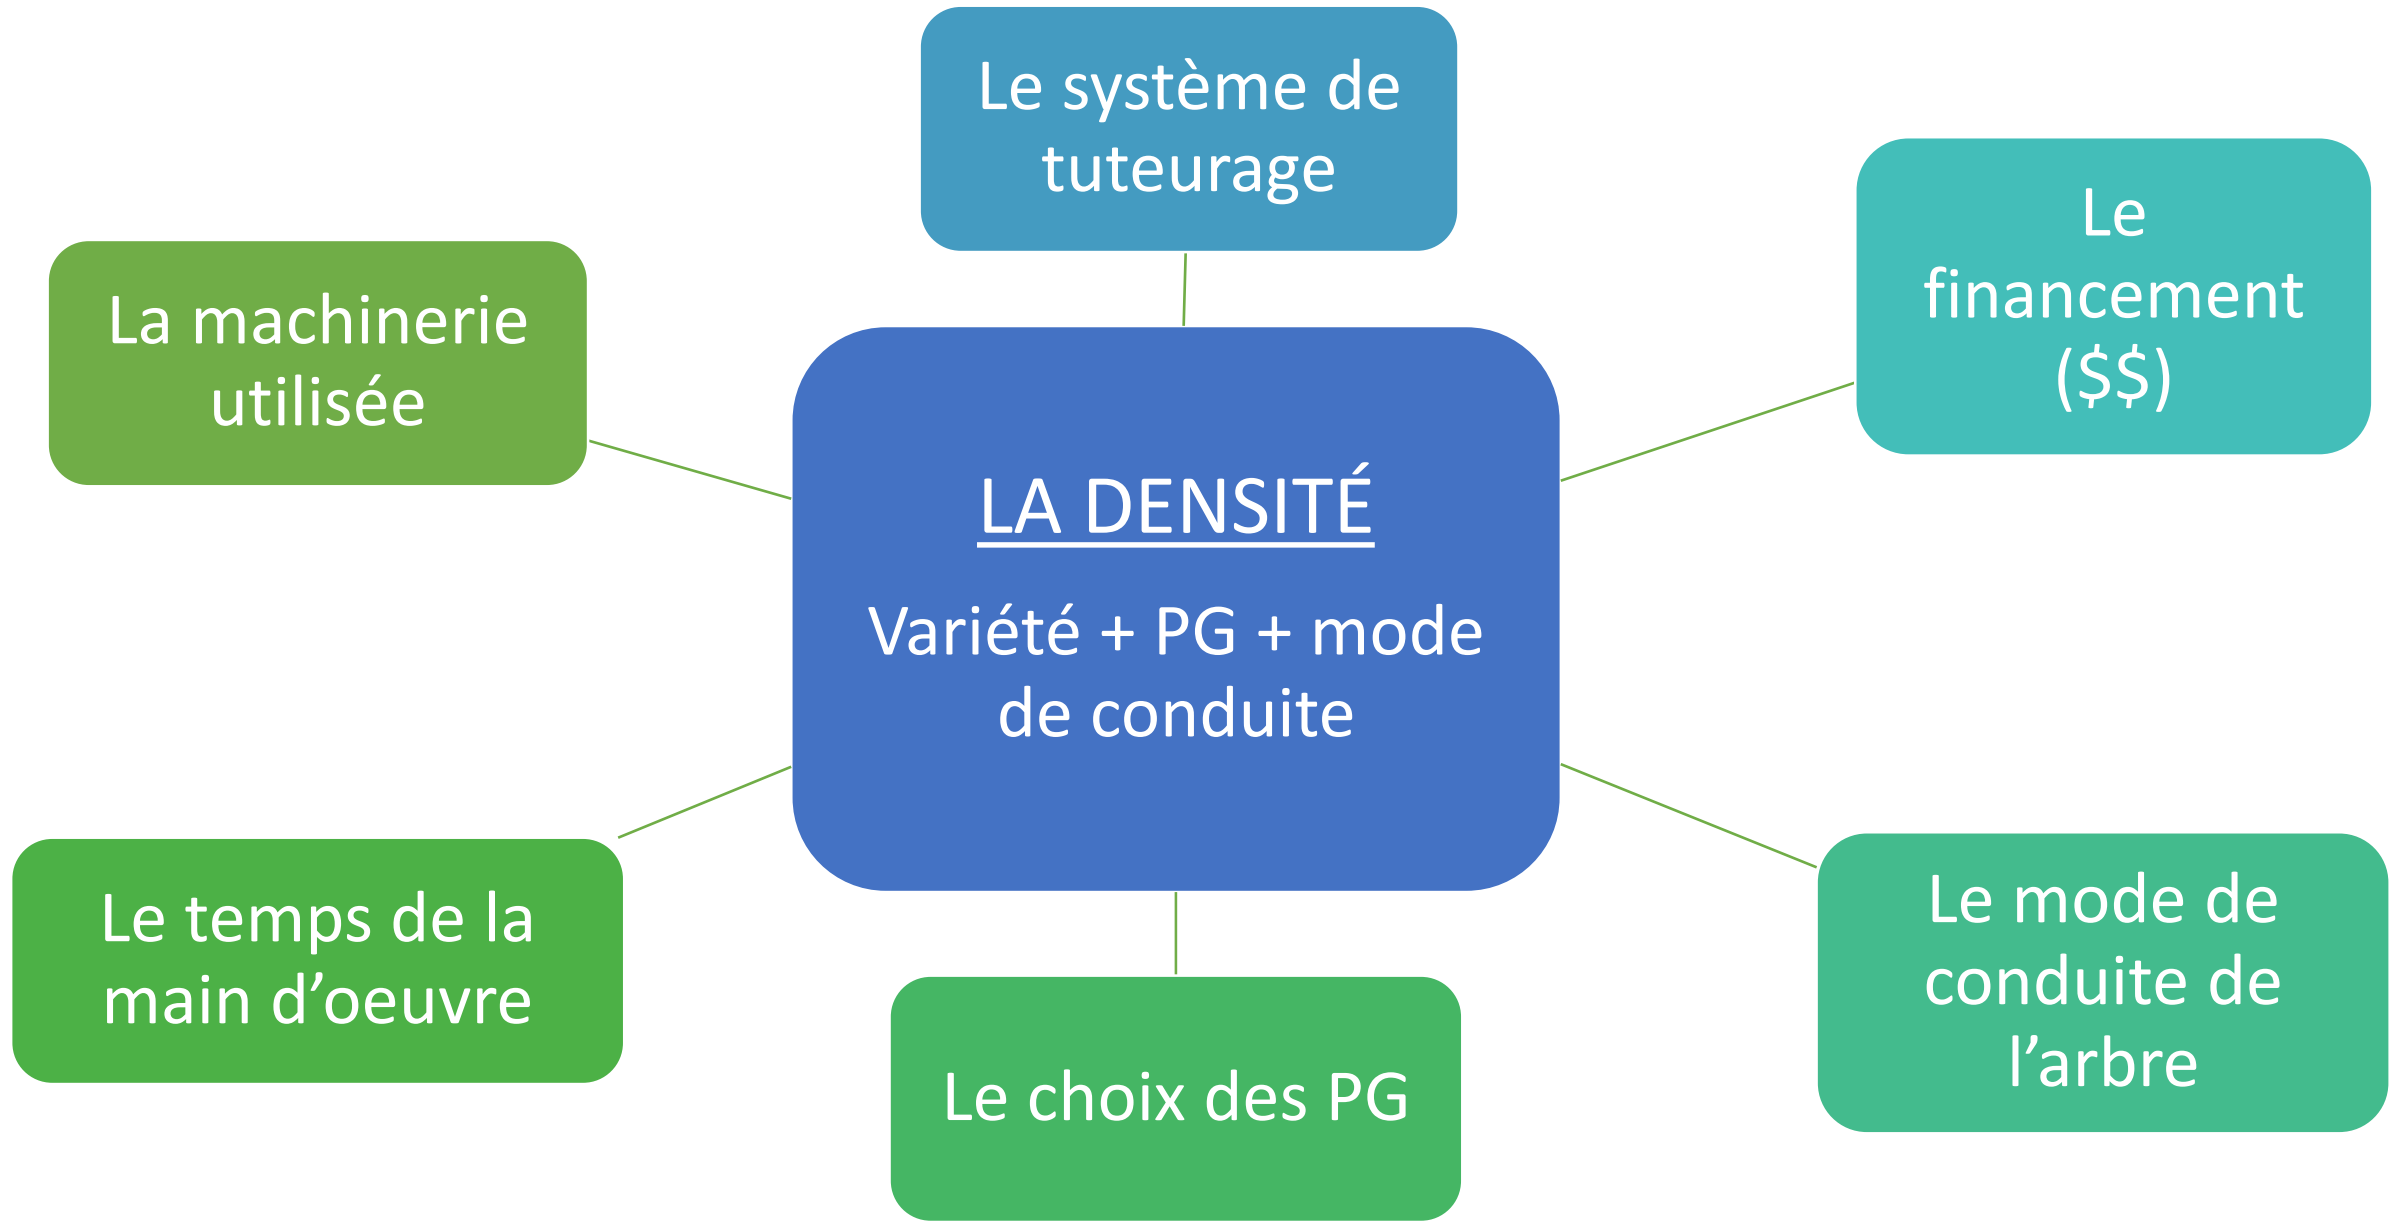 Le système de
tuteurage
Le
financement
($$)
La machinerie
utilisée
LA DENSITÉ
Variété + PG + mode
de conduite
Le mode de
conduite de
l’arbre
Le temps de la
main d’oeuvre
Le choix des PG